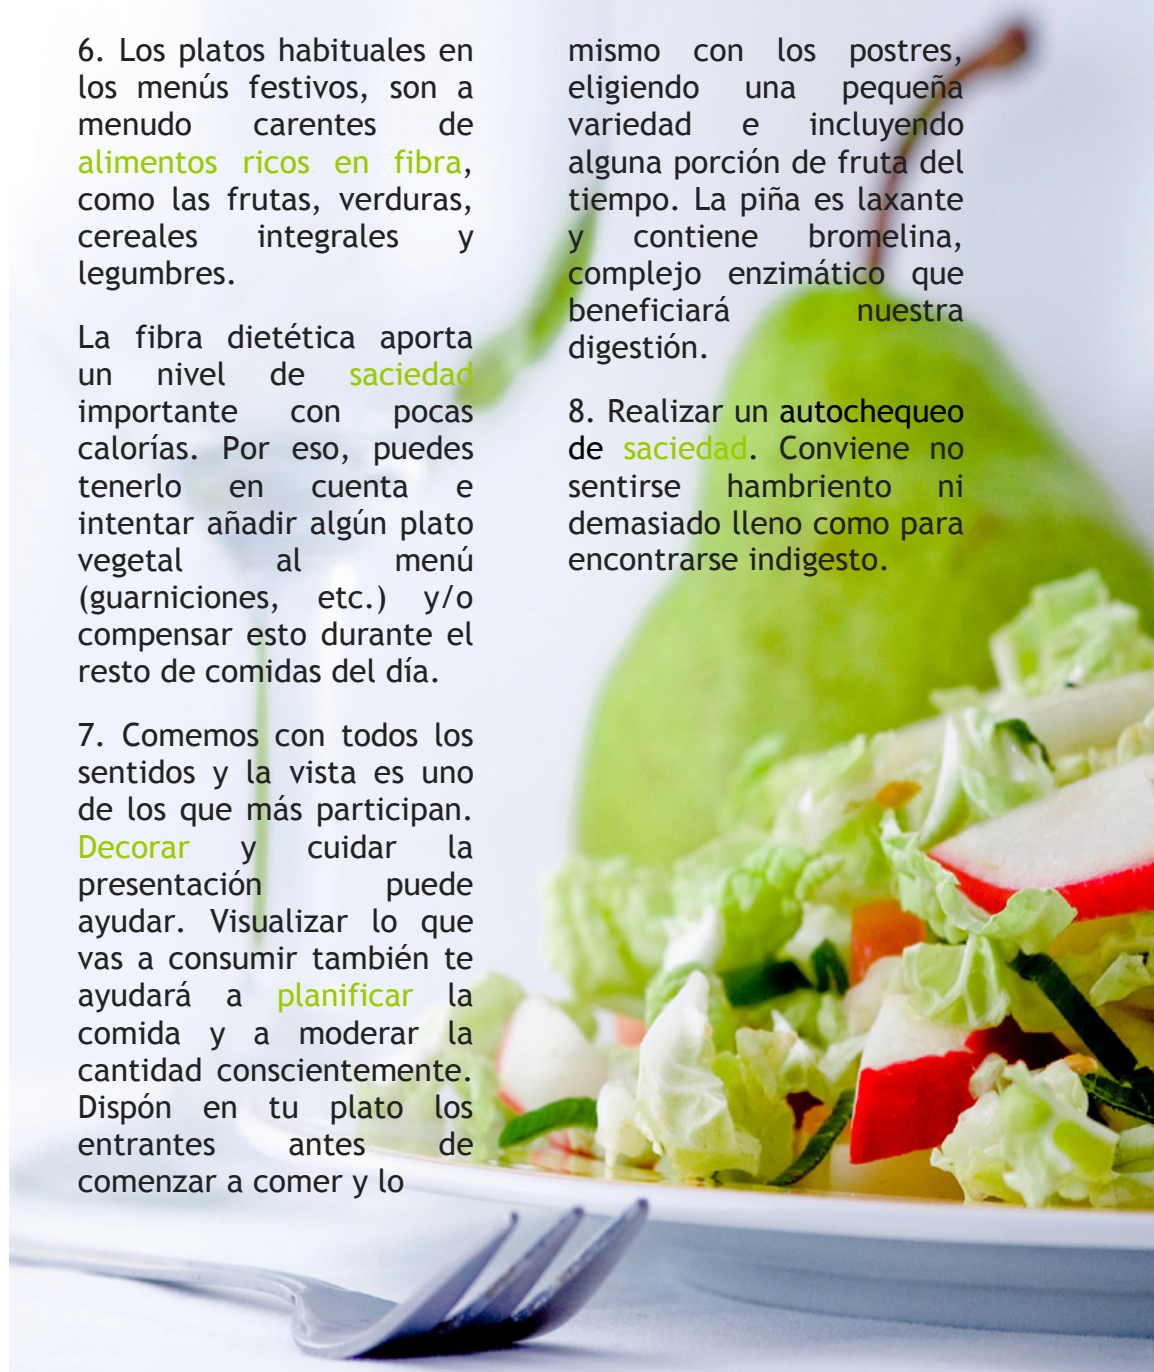 6. Los platos habituales en
los menús festivos, son a
menudo carentes de
alimentos ricos en fibra,
como las frutas, verduras,
cereales integrales y
legumbres.
La fibra dietética aporta
un nivel de saciedad
importante con pocas
calorías. Por eso, puedes
tenerlo en cuenta e
intentar añadir algún plato
vegetal al menú
(guarniciones, etc.) y/o
compensar esto durante el
resto de comidas del día.
7. Comemos con todos los
sentidos y la vista es uno
de los que más participan.
Decorar y cuidar la
presentación puede
ayudar. Visualizar lo que
vas a consumir también te
ayudará a planificar la
comida y a moderar la
cantidad conscientemente.
Dispón en tu plato los
entrantes antes de
comenzar a comer y lo
mismo con los postres,
eligiendo una pequeña
variedad e incluyendo
alguna porción de fruta del
tiempo. La piña es laxante
y contiene bromelina,
complejo enzimático que
beneficiará nuestra
digestión.
8. Realizar un autochequeo
de saciedad. Conviene no
sentirse hambriento ni
demasiado lleno como para
encontrarse indigesto.